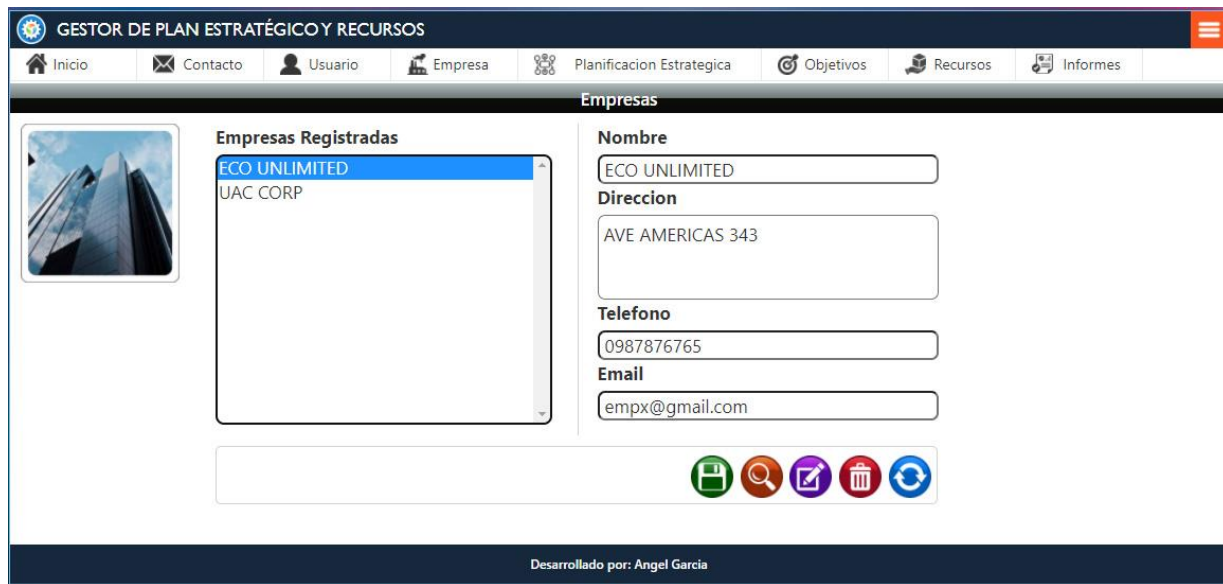 GESTOR DE PLAN ESTRATÉGICO Y RECURSOS
Inicio Contacto Usuario Empresa Planificacion Estrategica Objetivos Recursos Informes
Empresas
Empresas Registradas
ECO UNLIMITED
UAC CORP
Nombre
ECO UNLIMITED
Direccion
AVE AMERICAS 343
Telefono
0987876765
Email
empx@gmail.com
Desarrollado por: Angel Garcia